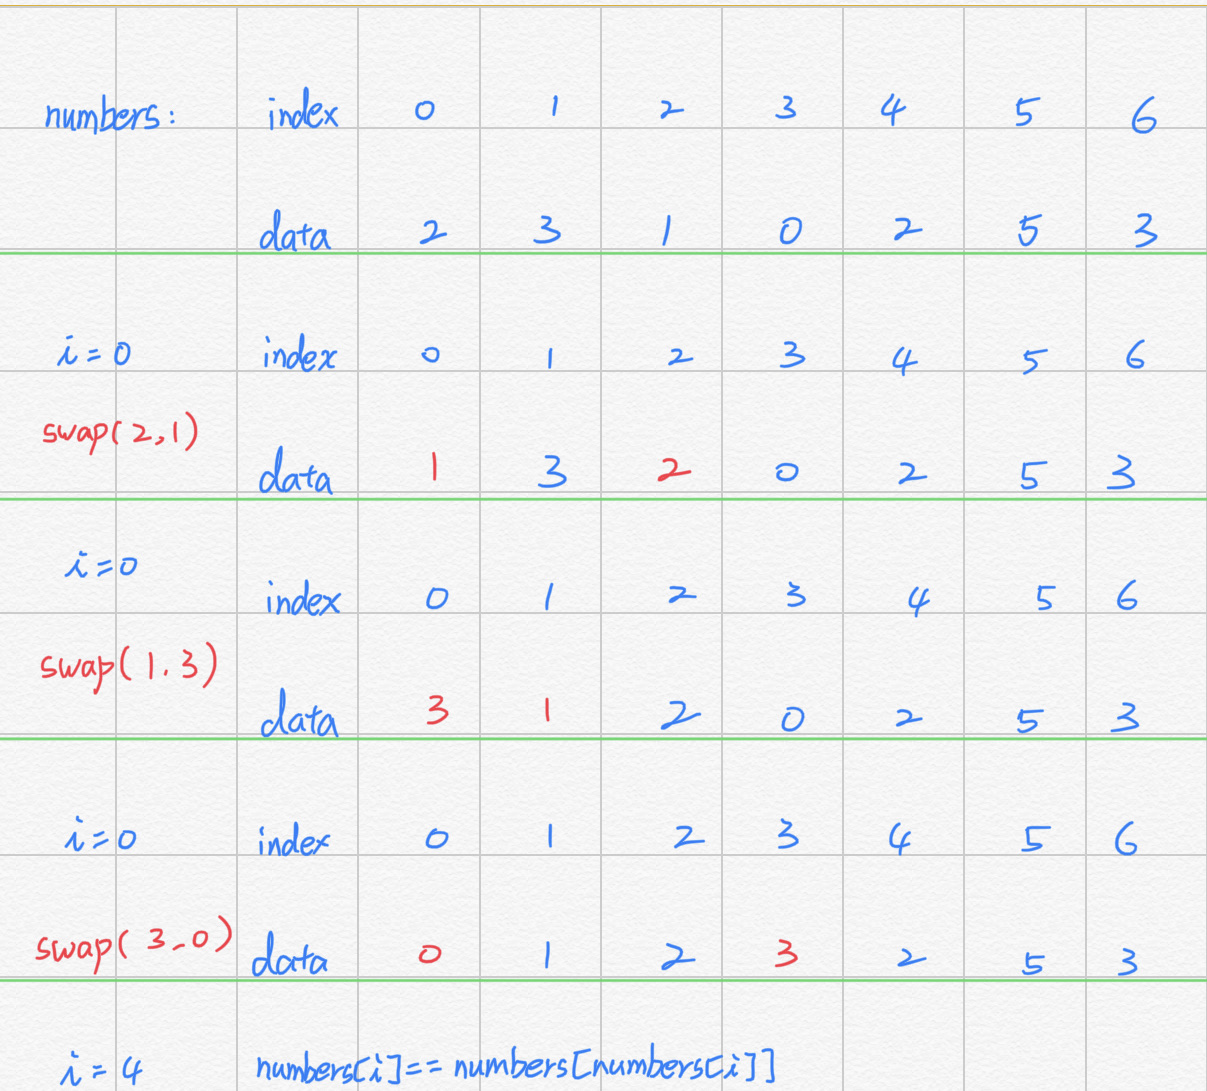 numbers: index 0 1 2 3 4 5 6
data 2 3 1 0 2 5 3
i=0 index 0 1 2 3 4 5 6
swap(2,1)
data 1 3 2 0 2 5 3
i=0
index 0 1 2 3 4 5 6
swap(1.3)
data 3 1 2 0 2 5 3
i=0 index 0 1 2 3 4 5 6
swap(3,0) data 0 1 2 3 2 5 3
i=4 numbers[i]==numbers[numbers[i]]